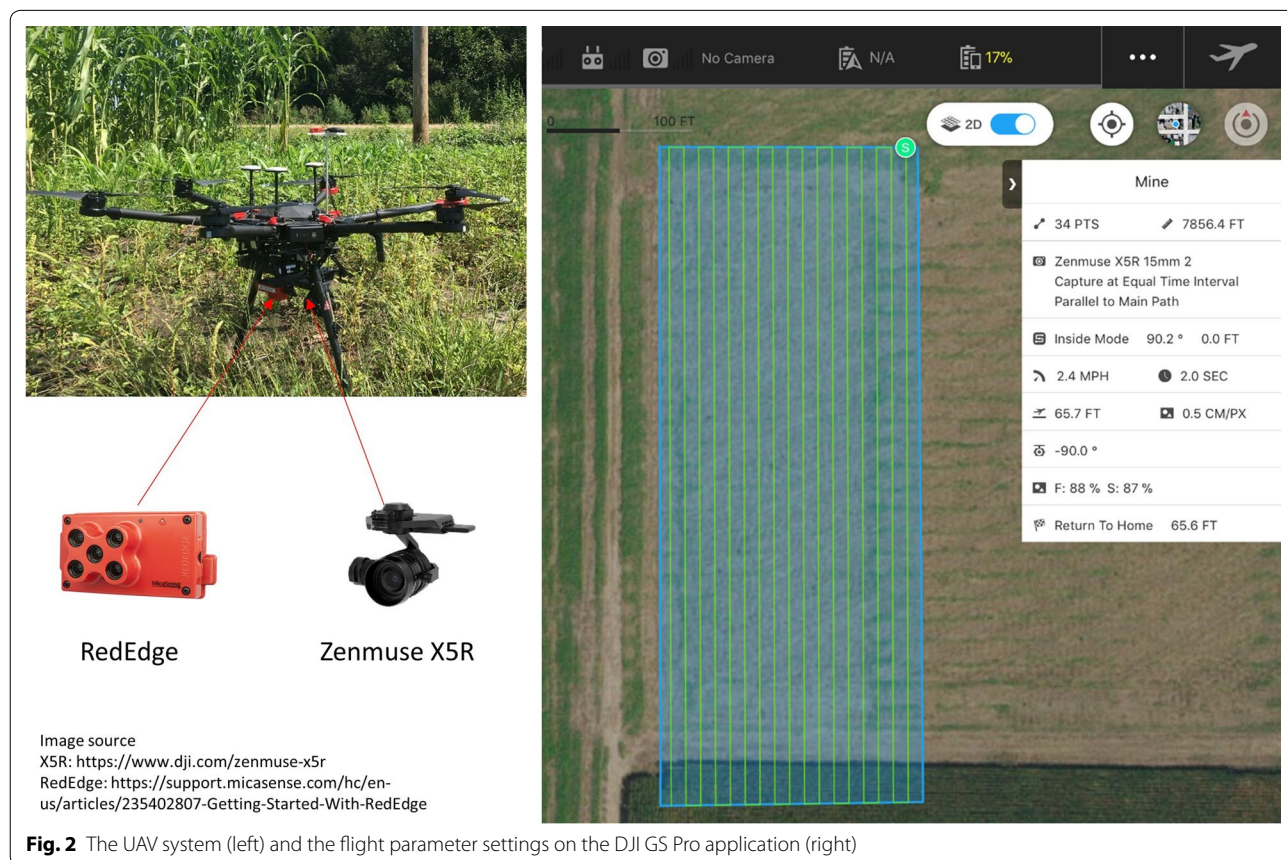 RedEdge
Zenmuse X5R
Image source
X5R: https://www.dji.com/zenmuse-x5r
RedEdge: https://support.micasense.com/hc/en-
us/articles/235402807-Getting-Started-With-RedEdge
REDEDGE
MicaSense
No Camera
N/A
17%
•••
0 100 FT
2D
S
Mine
34 PTS 7856.4 FT
Zenmuse X5R 15mm 2
Capture at Equal Time Interval
Parallel to Main Path
Inside Mode 90.2 ° 0.0 FT
2.4 MPH 2.0 SEC
65.7 FT 0.5 CM/PX
-90.0 °
F: 88 % S: 87 %
Return To Home 65.6 FT
Fig. 2 The UAV system (left) and the flight parameter settings on the DJI GS Pro application (right)